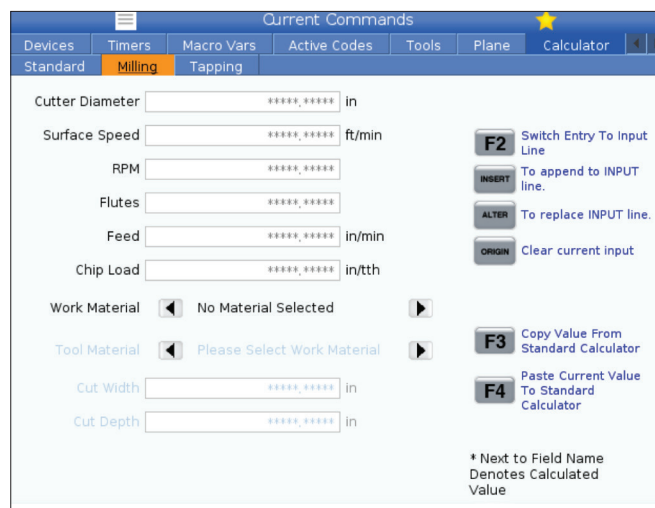 Current Commands
Devices Timers Macro Vars Active Codes Tools Plane Calculator
Standard Milling Tapping
Cutter Diameter *****.***** in
Surface Speed *****.***** ft/min
RPM *****.*****
Flutes *****.*****
Feed *****.***** in/min
Chip Load *****.***** in/tth
Work Material No Material Selected
Tool Material Please Select Work Material
Cut Width *****.***** in
Cut Depth *****.***** in
F2 Switch Entry To Input
Line
INSERT To append to INPUT
line.
ALTER To replace INPUT line.
ORIGIN Clear current input
F3 Copy Value From
Standard Calculator
F4 Paste Current Value
To Standard
Calculator
* Next to Field Name
Denotes Calculated
Value